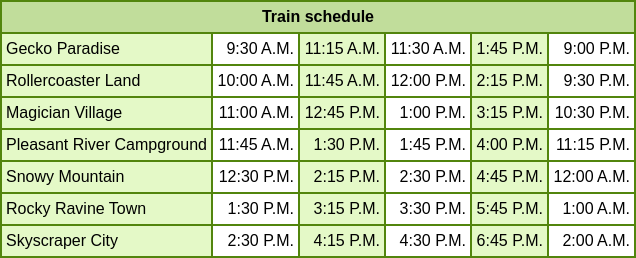 Train schedule
Gecko Paradise 9:30 A.M. 11:15 A.M. 11:30 A.M. 1:45 P.M. 9:00 P.M.
Rollercoaster Land 10:00 A.M. 11:45 A.M. 12:00 P.M. 2:15 P.M. 9:30 P.M.
Magician Village 11:00 A.M. 12:45 P.M. 1:00 P.M. 3:15 P.M. 10:30 P.M.
Pleasant River Campground 11:45 A.M. 1:30 P.M. 1:45 P.M. 4:00 P.M. 11:15 P.M.
Snowy Mountain 12:30 P.M. 2:15 P.M. 2:30 P.M. 4:45 P.M. 12:00 A.M.
Rocky Ravine Town 1:30 P.M. 3:15 P.M. 3:30 P.M. 5:45 P.M. 1:00 A.M.
Skyscraper City 2:30 P.M. 4:15 P.M. 4:30 P.M. 6:45 P.M. 2:00 A.M.